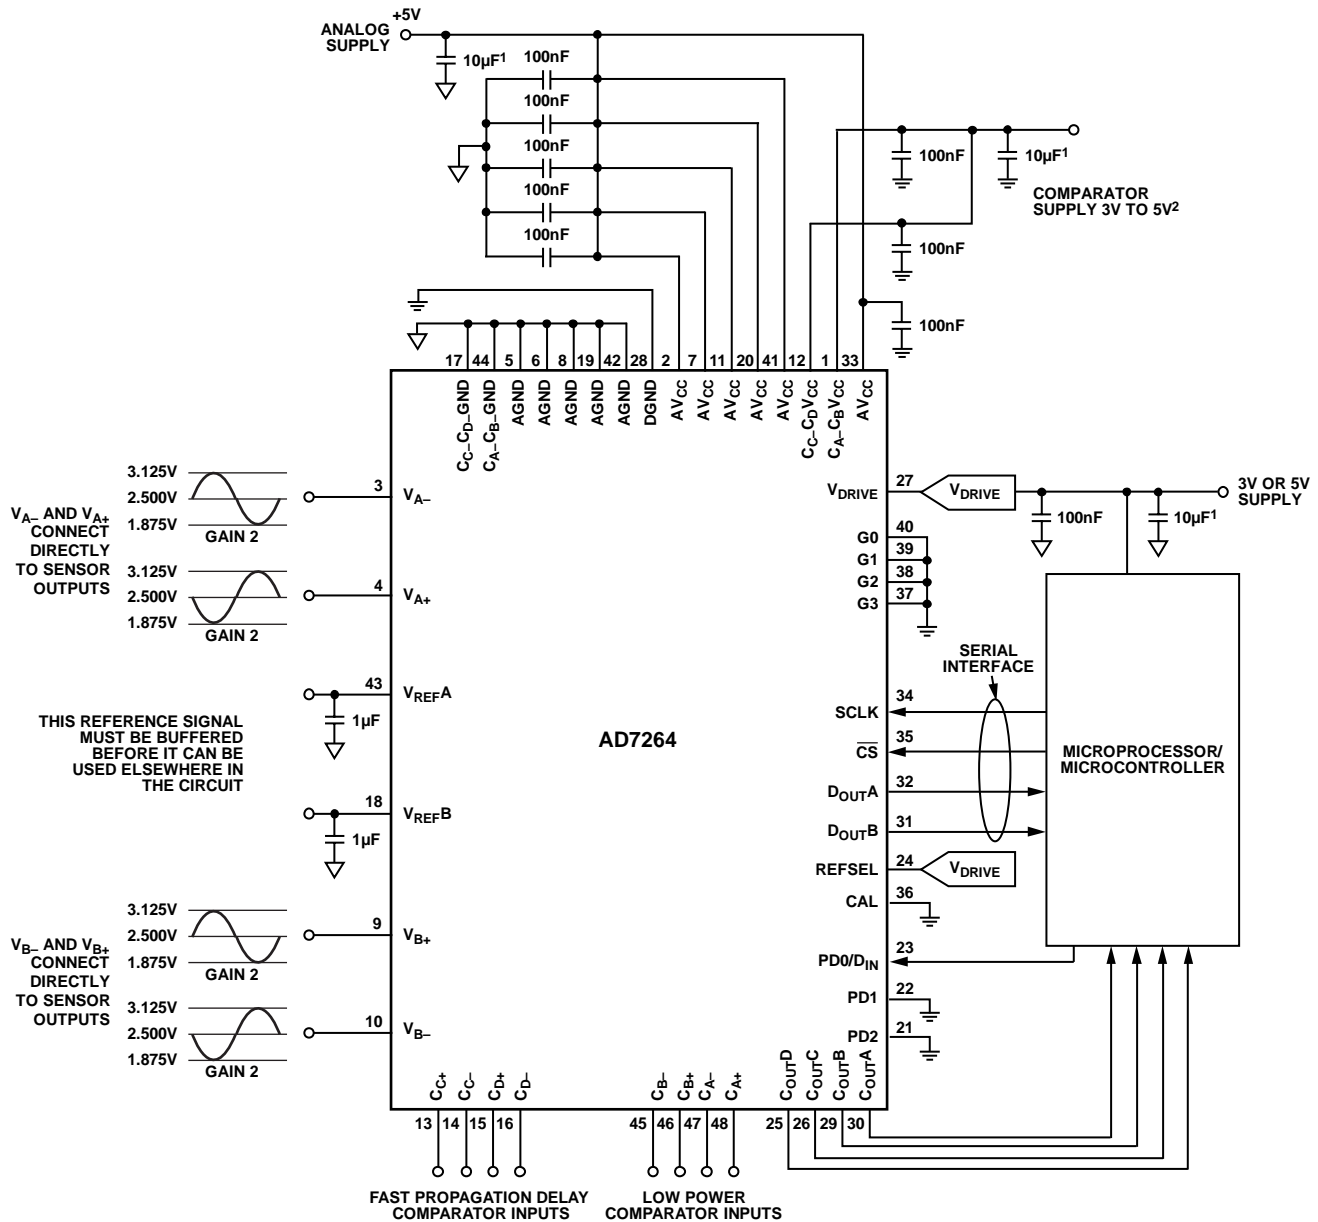 +5V
ANALOG
SUPPLY
10µF1
100nF
100nF
100nF
100nF
100nF
100nF
10µF1
COMPARATOR
SUPPLY 3V TO 5V2
100nF
100nF
17 44 5 6 8 19 42 28 2 7 11 20 41 12 1 33
CC–CD–GND
CA–CB–GND
AGND
AGND
AGND
AGND
AGND
DGND
AVCC
AVCC
AVCC
AVCC
AVCC
CC–CDVCC
CA–CBVCC
AVCC
3.125V
2.500V
1.875V
GAIN 2
VA– AND VA+
CONNECT
DIRECTLY
TO SENSOR
OUTPUTS
3.125V
2.500V
1.875V
GAIN 2
3 VA–
4 VA+
43 VREFA
1µF
THIS REFERENCE SIGNAL
MUST BE BUFFERED
BEFORE IT CAN BE
USED ELSEWHERE IN
THE CIRCUIT
18 VREFB
1µF
AD7264
3.125V
2.500V
1.875V
GAIN 2
VB– AND VB+
CONNECT
DIRECTLY
TO SENSOR
OUTPUTS
3.125V
2.500V
1.875V
GAIN 2
9 VB+
10 VB–
VDRIVE 27 VDRIVE
100nF
10µF1
3V OR 5V
SUPPLY
G0 40
G1 39
G2 38
G3 37
SERIAL
INTERFACE
SCLK 34
CS 35
DOUTA 32
DOUTB 31
MICROPROCESSOR/
MICROCONTROLLER
REFSEL 24 VDRIVE
CAL 36
PD0/DIN 23
PD1 22
PD2 21
CC+
CC–
CD+
CD–
CB–
CB+
CA–
CA+
COUTD
COUTC
COUTB
COUTA
13 14 15 16 45 46 47 48 25 26 29 30
FAST PROPAGATION DELAY
COMPARATOR INPUTS
LOW POWER
COMPARATOR INPUTS